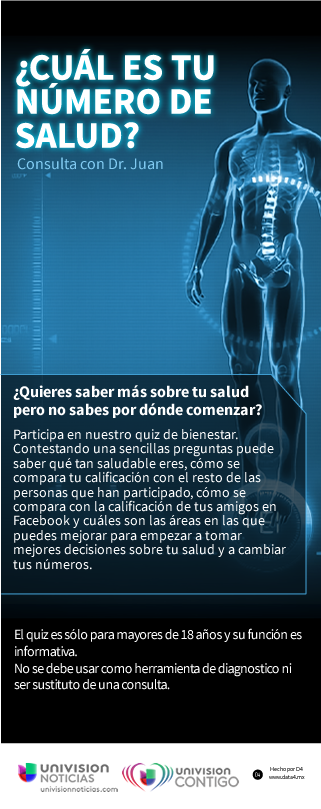 ¿CUÁL ES TU
NÚMERO DE
SALUD?
Consulta con Dr. Juan
¿Quieres saber más sobre tu salud
pero no sabes por dónde comenzar?
Participa en nuestro quiz de bienestar.
Contestando una sencillas preguntas puede
saber qué tan saludable eres, cómo se
compara tu calificación con el resto de las
personas que han participado, cómo se
compara con la calificación de tus amigos en
Facebook y cuáles son las áreas en las que
puedes mejorar para empezar a tomar
mejores decisiones sobre tu salud y a cambiar
tus números.
El quiz es sólo para mayores de 18 años y su función es
informativa.
No se debe usar como herramienta de diagnostico ni
ser sustituto de una consulta.
UNIVISION
NOTICIAS
univisionnoticias.com
UNIVISION
CONTIGO
D4
Hecho por D4
www.data4.mx